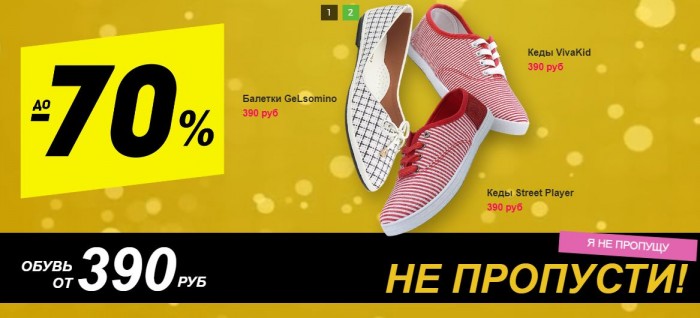 1 2
ДО
-70%
Балетки GeLsomino
390 руб
Кеды VivaKid
390 руб
Кеды Street Player
390 руб
ОБУВЬ
ОТ 390 РУБ
Я НЕ ПРОПУЩУ
НЕ ПРОПУСТИ!